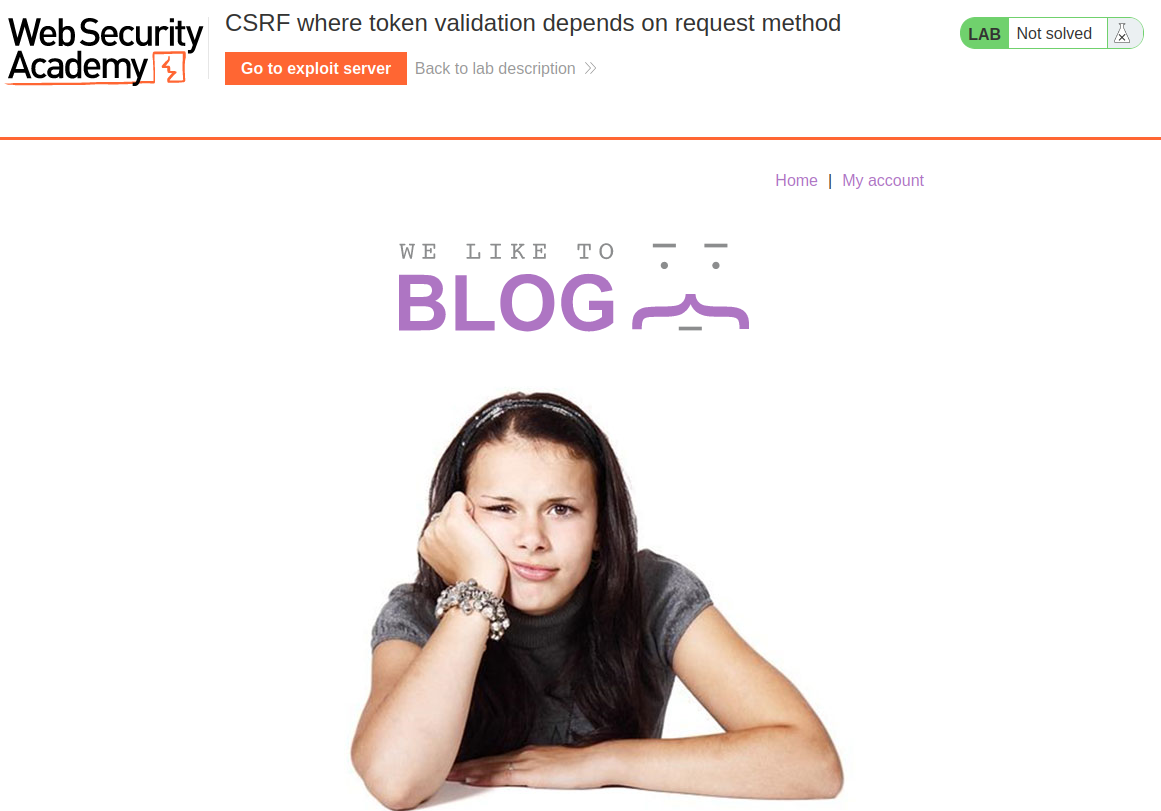 Web Security
Academy
CSRF where token validation depends on request method
Go to exploit server
Back to lab description
LAB
Not solved
Home | My account
WE LIKE TO
BLOG